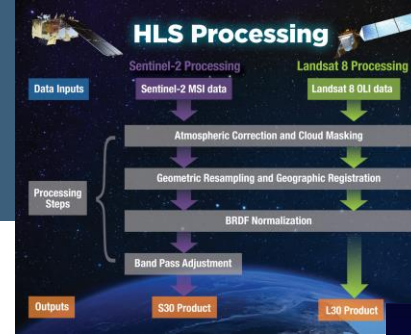 HLS Processing
Sentinel-2 Processing
Landsat 8 Processing
Data Inputs
Sentinel-2 MSI data
Landsat 8 OLI data
Atmospheric Correction and Cloud Masking
Geometric Resampling and Geographic Registration
Processing
Steps
BRDF Normalization
Band Pass Adjustment
Outputs
S30 Product
L30 Product